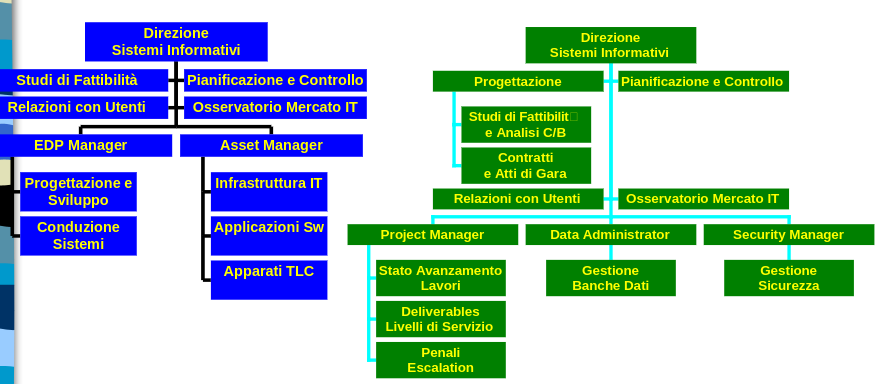 Direzione
Sistemi Informativi
Studi di Fattibilità
Pianificazione e Controllo
Relazioni con Utenti
Osservatorio Mercato IT
EDP Manager
Asset Manager
Progettazione e
Sviluppo
Conduzione
Sistemi
Infrastruttura IT
Applicazioni Sw
Apparati TLC
Direzione
Sistemi Informativi
Progettazione
Pianificazione e Controllo
Studi di Fattibilit
e Analisi C/B
Contratti
e Atti di Gara
Relazioni con Utenti
Osservatorio Mercato IT
Project Manager
Data Administrator
Security Manager
Stato Avanzamento
Lavori
Deliverables
Livelli di Servizio
Penali
Escalation
Gestione
Banche Dati
Gestione
Sicurezza